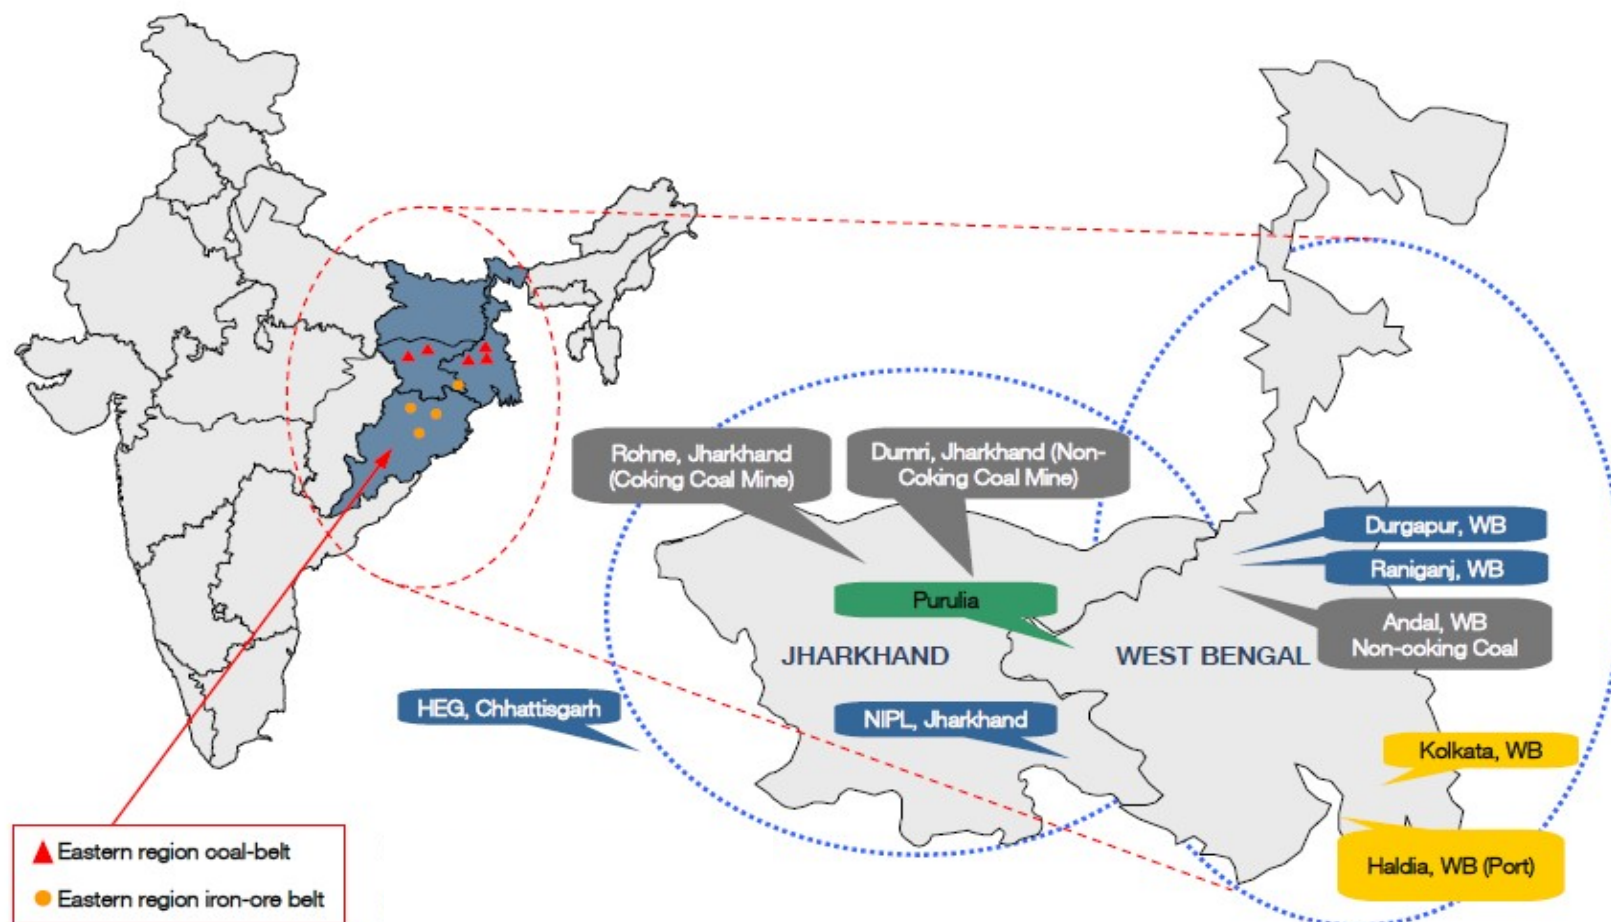 Rohne, Jharkhand
(Coking Coal Mine)
Dumri, Jharkhand (Non-
Coking Coal Mine)
Durgapur, WB
Raniganj, WB
Purulia
Andal, WB
Non-coking Coal
JHARKHAND
WEST BENGAL
HEG, Chhattisgarh
NIPL, Jharkhand
Kolkata, WB
Haldia, WB (Port)
Eastern region coal-belt
Eastern region iron-ore belt